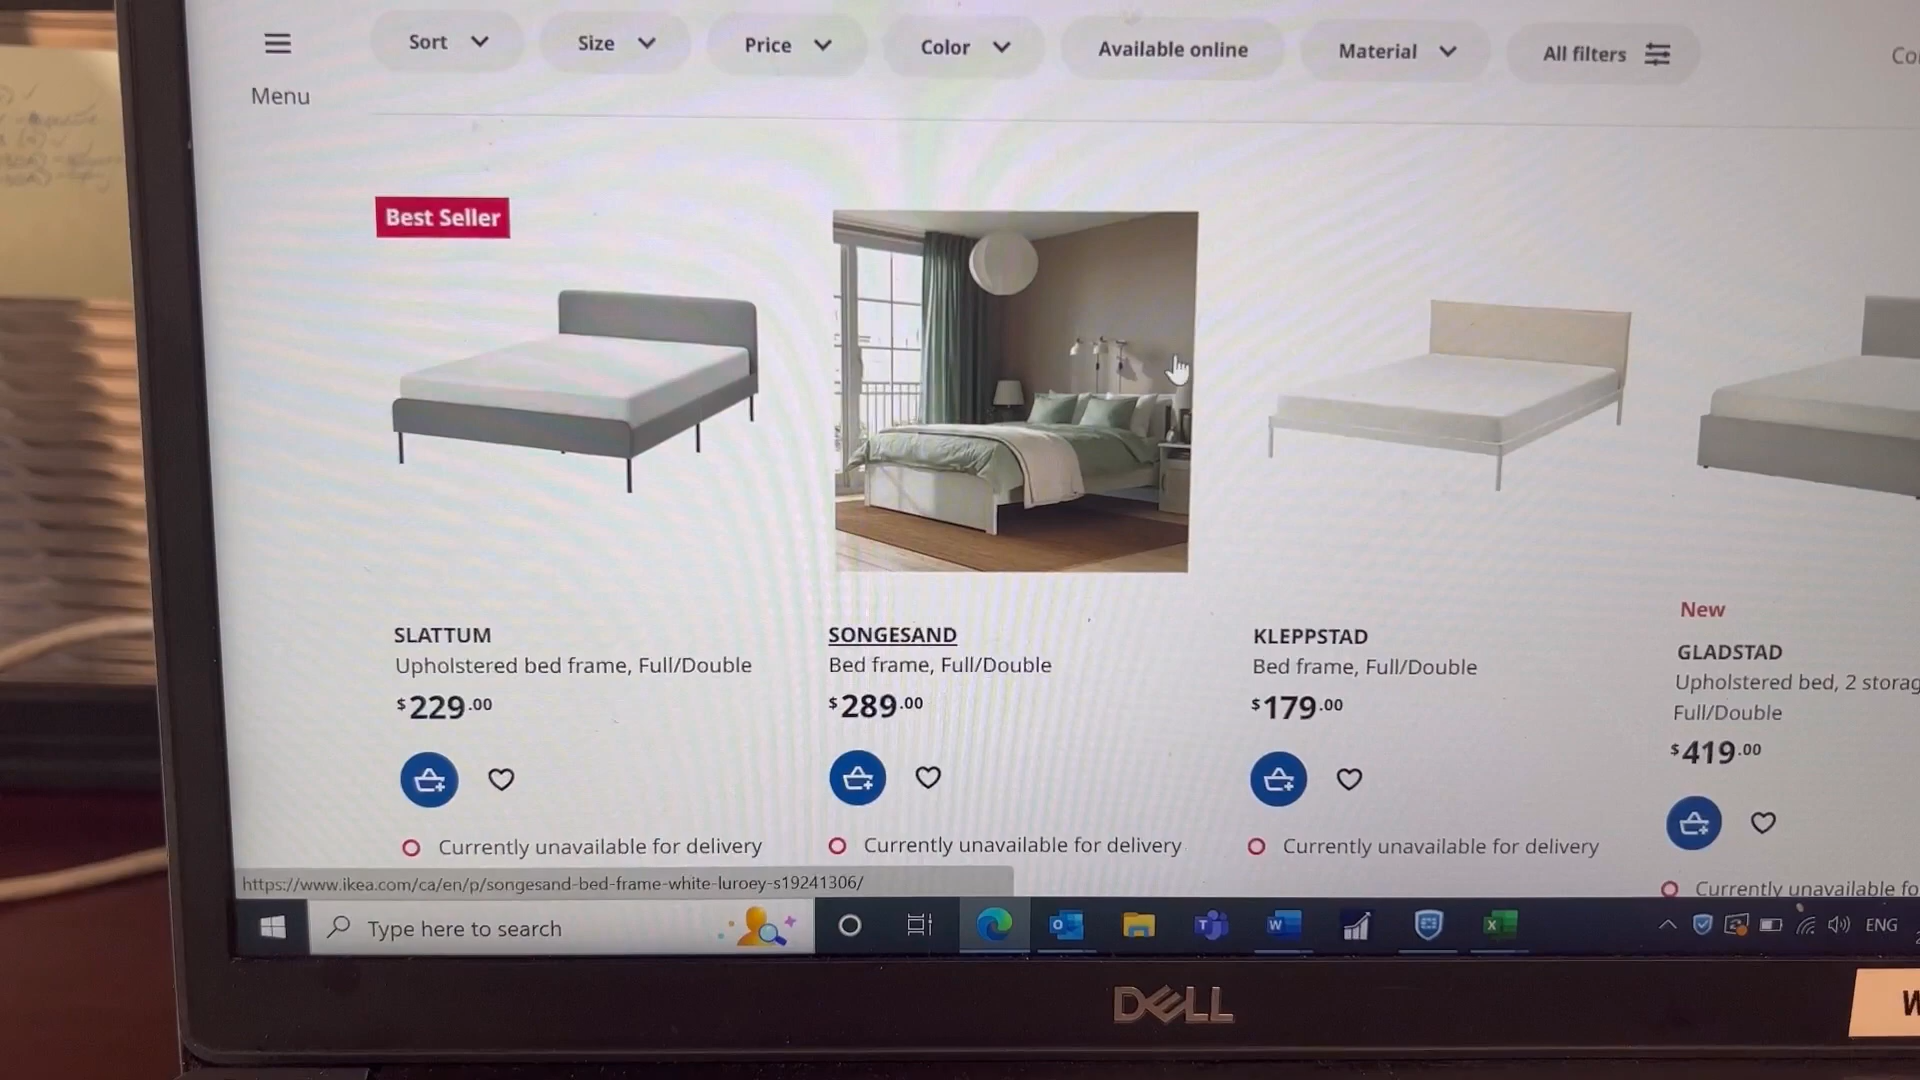 Sort
Size
Price
Color
Available online
Material
All filters
Menu
Best Seller
SLATTUM
Upholstered bed frame, Full/Double
$229.00
Currently unavailable for delivery
SONGESAND
Bed frame, Full/Double
$289.00
Currently unavailable for delivery
KLEPPSTAD
Bed frame, Full/Double
$179.00
Currently unavailable for delivery
New
GLADSTAD
Upholstered bed, 2 storag
Full/Double
$419.00
Currently unavailable fo
https://www.ikea.com/ca/en/p/songesand-bed-frame-white-luroey-s19241306/
Type here to search
ENG
DELL